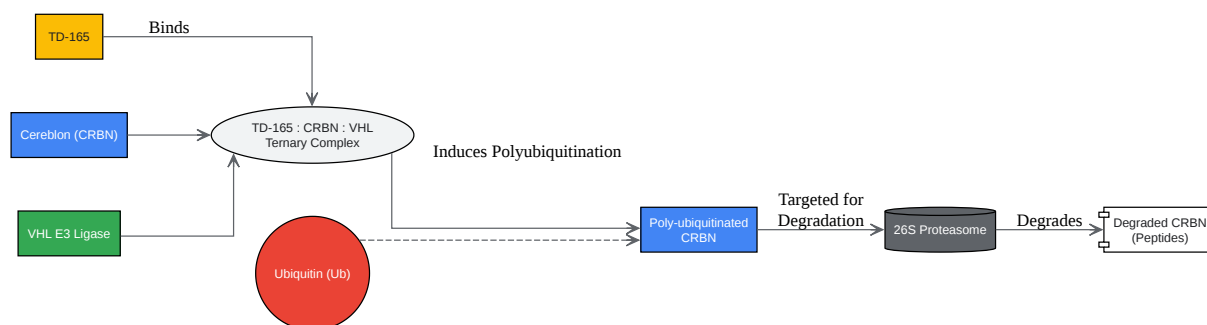 TD-165
Binds
Cereblon (CRBN)
TD-165 : CRBN : VHL
Ternary Complex
Induces Polyubiquitination
VHL E3 Ligase
Ubiquitin (Ub)
Poly-ubiquitinated
CRBN
Targeted for
Degradation
26S Proteasome
Degrades
Degraded CRBN
(Peptides)